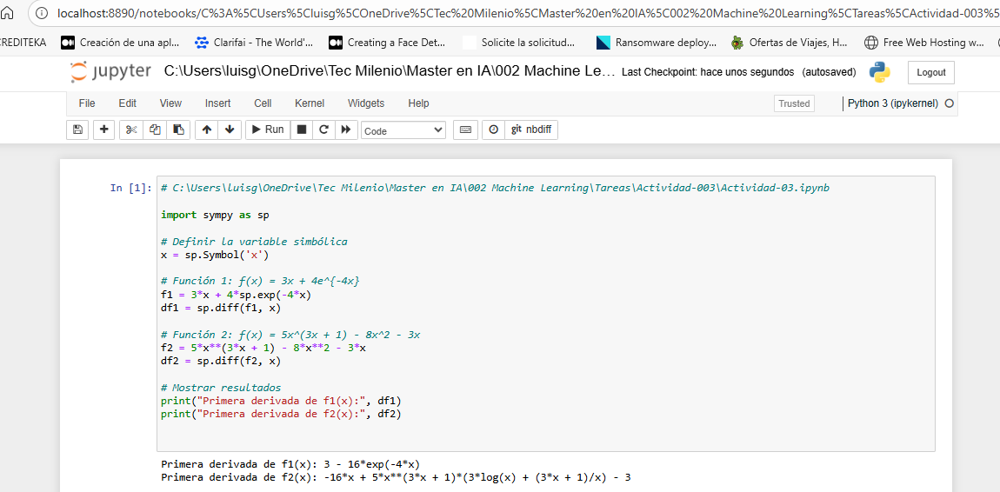 localhost:8890/notebooks/C%3A%5CUsers%5Cluisg%5COneDrive%5CTec%20Milenio%5CMaster%20en%20IA%5C002%20Machine%20Learning%5CTareas%5CActividad-003%5
CREDITEKA Creación de una apl... Clarifai - The World'... Creating a Face Det... Solicite la solicitud... Ransomware deploy... Ofertas de Viajes, H... Free Web Hosting w...
jupyter C:\Users\luisg\OneDrive\Tec Milenio\Master en IA\002 Machine Le... Last Checkpoint: hace unos segundos (autosaved) Logout
File Edit View Insert Cell Kernel Widgets Help Trusted Python 3 (ipykernel)
Run Code git nbdiff
In [1]: # C:\Users\luisg\OneDrive\Tec Milenio\Master en IA\002 Machine Learning\Tareas\Actividad-003\Actividad-03.ipynb
import sympy as sp
# Definir la variable simbólica
x = sp.Symbol('x')
# Función 1: f(x) = 3x + 4e^{-4x}
f1 = 3*x + 4*sp.exp(-4*x)
df1 = sp.diff(f1, x)
# Función 2: f(x) = 5x^(3x + 1) - 8x^2 - 3x
f2 = 5*x**(3*x + 1) - 8*x**2 - 3*x
df2 = sp.diff(f2, x)
# Mostrar resultados
print("Primera derivada de f1(x):", df1)
print("Primera derivada de f2(x):", df2)
Primera derivada de f1(x): 3 - 16*exp(-4*x)
Primera derivada de f2(x): -16*x + 5*x**(3*x + 1)*(3*log(x) + (3*x + 1)/x) - 3